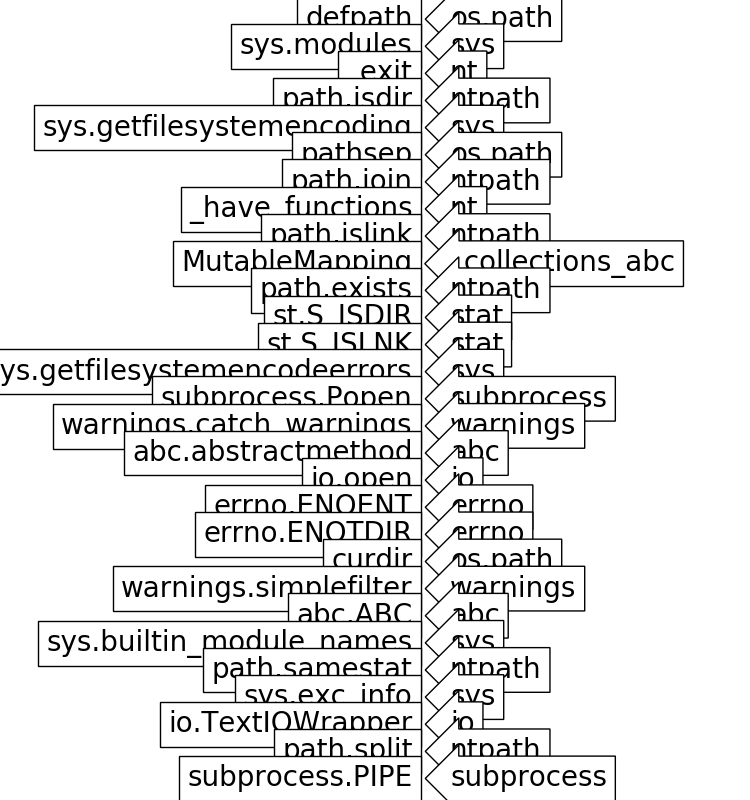 defpath os.path
sys.modules sys
exit nt
path.isdir ntpath
sys.getfilesystemencoding sys
pathsep os.path
path.join ntpath
_have_functions nt
path.islink ntpath
MutableMapping collections_abc
path.exists ntpath
st.S_ISDIR stat
st.S_ISLNK stat
ys.getfilesystemencodeerrors sys
subprocess.Popen subprocess
warnings.catch_warnings warnings
abc.abstractmethod abc
io.open io
errno.ENOENT errno
errno.ENOTDIR errno
curdir os.path
warnings.simplefilter warnings
abc.ABC abc
sys.builtin_module_names sys
path.samestat ntpath
sys.exc_info sys
io.TextIOWrapper io
path.split ntpath
subprocess.PIPE subprocess